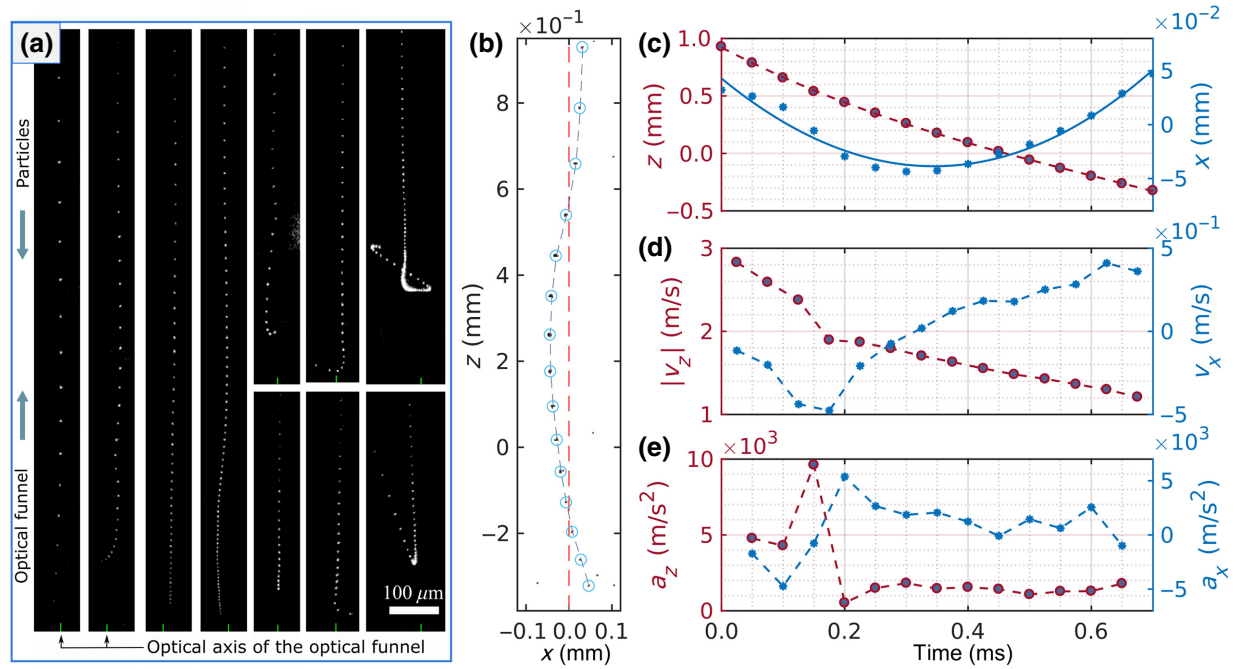 (a)
Particles
Optical funnel
100 μm
Optical axis of the optical funnel
(b)
×10⁻¹
8
6
4
2
0
−2
z (mm)
−0.1 0.0 0.1
x (mm)
(c)
×10⁻²
1.0
0.5
0.0
−0.5
z (mm)
5
0
−5
x (mm)
(d)
×10⁻¹
3
2
1
|v_z| (m/s)
5
0
−5
v_x (m/s)
(e)
×10³
×10³
10
5
0
a_z (m/s²)
5
0
−5
a_x (m/s²)
0.0 0.2 0.4 0.6
Time (ms)